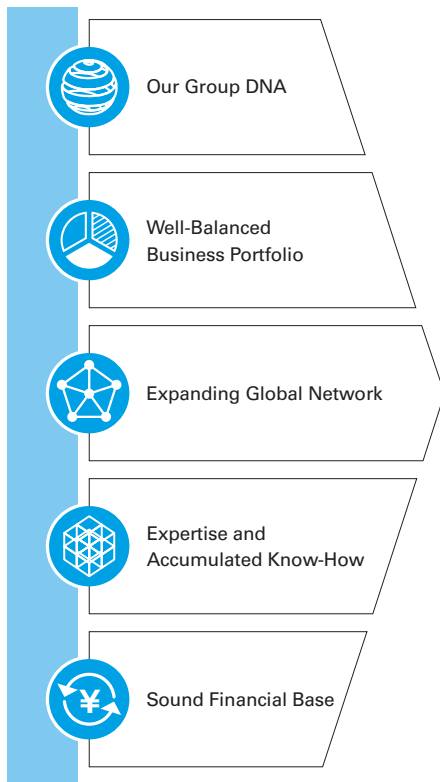 Our Group DNA
Well-Balanced
Business Portfolio
Expanding Global Network
Expertise and
Accumulated Know-How
¥
Sound Financial Base